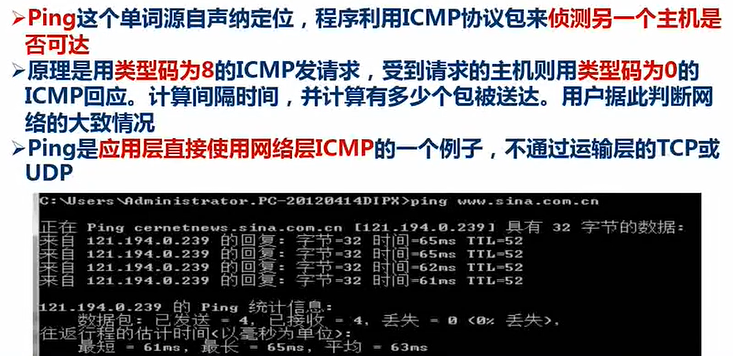 ➢Ping这个单词源自声纳定位，程序利用ICMP协议包来侦测另一个主机是
否可达
➢原理是用类型码为8的ICMP发请求，受到请求的主机则用类型码为0的
ICMP回应。计算间隔时间，并计算有多少个包被送达。用户据此判断网
络的大致情况
➢Ping是应用层直接使用网络层ICMP的一个例子，不通过运输层的TCP或
UDP
C:\Users\Administrator.PC-20120414DIPX>ping www.sina.com.cn
正在 Ping cernetnews.sina.com.cn [121.194.0.239] 具有 32 字节的数据:
来自 121.194.0.239 的回复: 字节=32 时间=65ms TTL=52
来自 121.194.0.239 的回复: 字节=32 时间=65ms TTL=52
来自 121.194.0.239 的回复: 字节=32 时间=62ms TTL=52
来自 121.194.0.239 的回复: 字节=32 时间=61ms TTL=52
121.194.0.239 的 Ping 统计信息:
数据包: 已发送 = 4, 已接收 = 4, 丢失 = 0 (0% 丢失),
往返行程的估计时间(以毫秒为单位):
最短 = 61ms, 最长 = 65ms, 平均 = 63ms